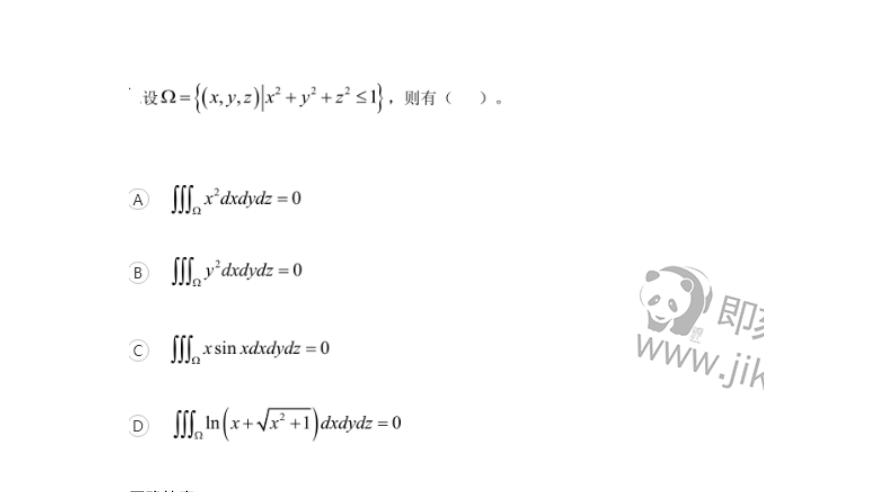 设Ω={(x,y,z)|x²+y²+z²≤1}，则有（ ）。
A ∭_Ω x²dxdydz=0
B ∭_Ω y²dxdydz=0
C ∭_Ω x sin xdxdydz=0
即
www.jik
D ∭_Ω ln(x+√(x²+1))dxdydz=0